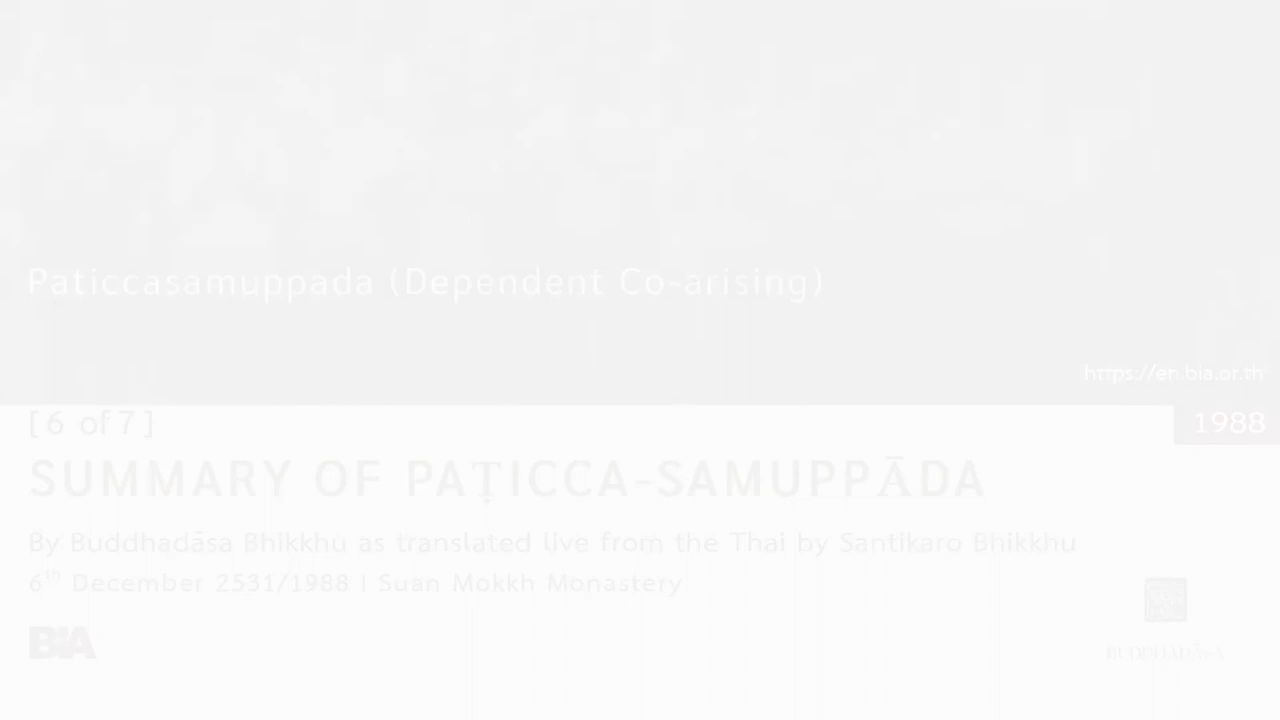 Paticcasamuppada (Dependent Co-arising)
https://en.bia.or.th
[6 of 7]
1988
SUMMARY OF PAṬICCA-SAMUPPĀDA
By Buddhadāsa Bhikkhu as translated live from the Thai by Santikaro Bhikkhu
6th December 2531/1988 | Suan Mokkh Monastery
BIA